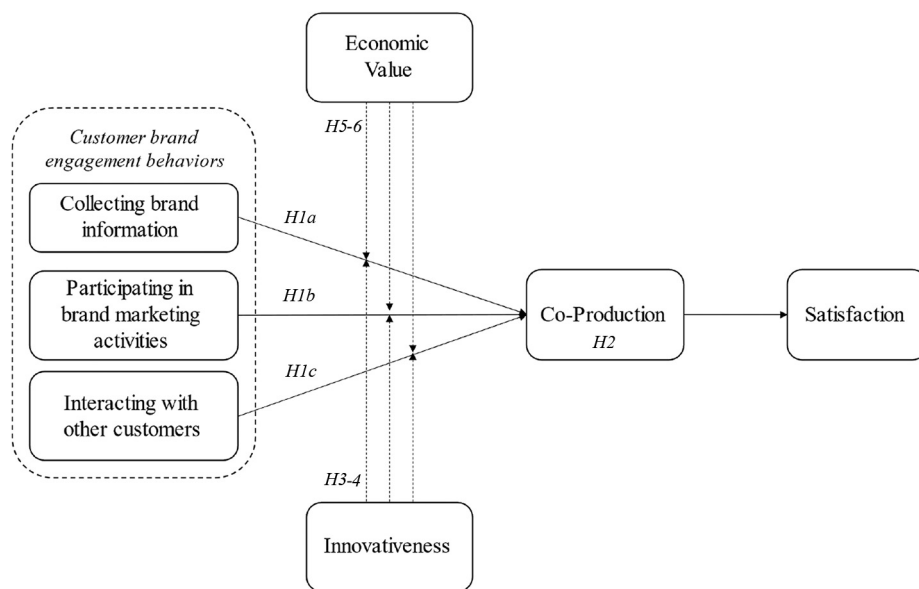 Economic
Value
H5-6
Customer brand
engagement behaviors
Collecting brand
information
H1a
Participating in
brand marketing
activities
H1b
Co-Production
H2
Satisfaction
Interacting with
other customers
H1c
H3-4
Innovativeness